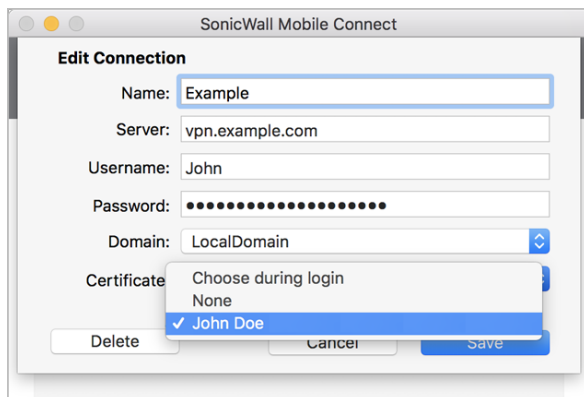 SonicWall Mobile Connect
Edit Connection
Name: Example
Server: vpn.example.com
Username: John
Password: ••••••••••••••••••••
Domain: LocalDomain
Certificate
Choose during login
None
✓ John Doe
Delete Cancel Save